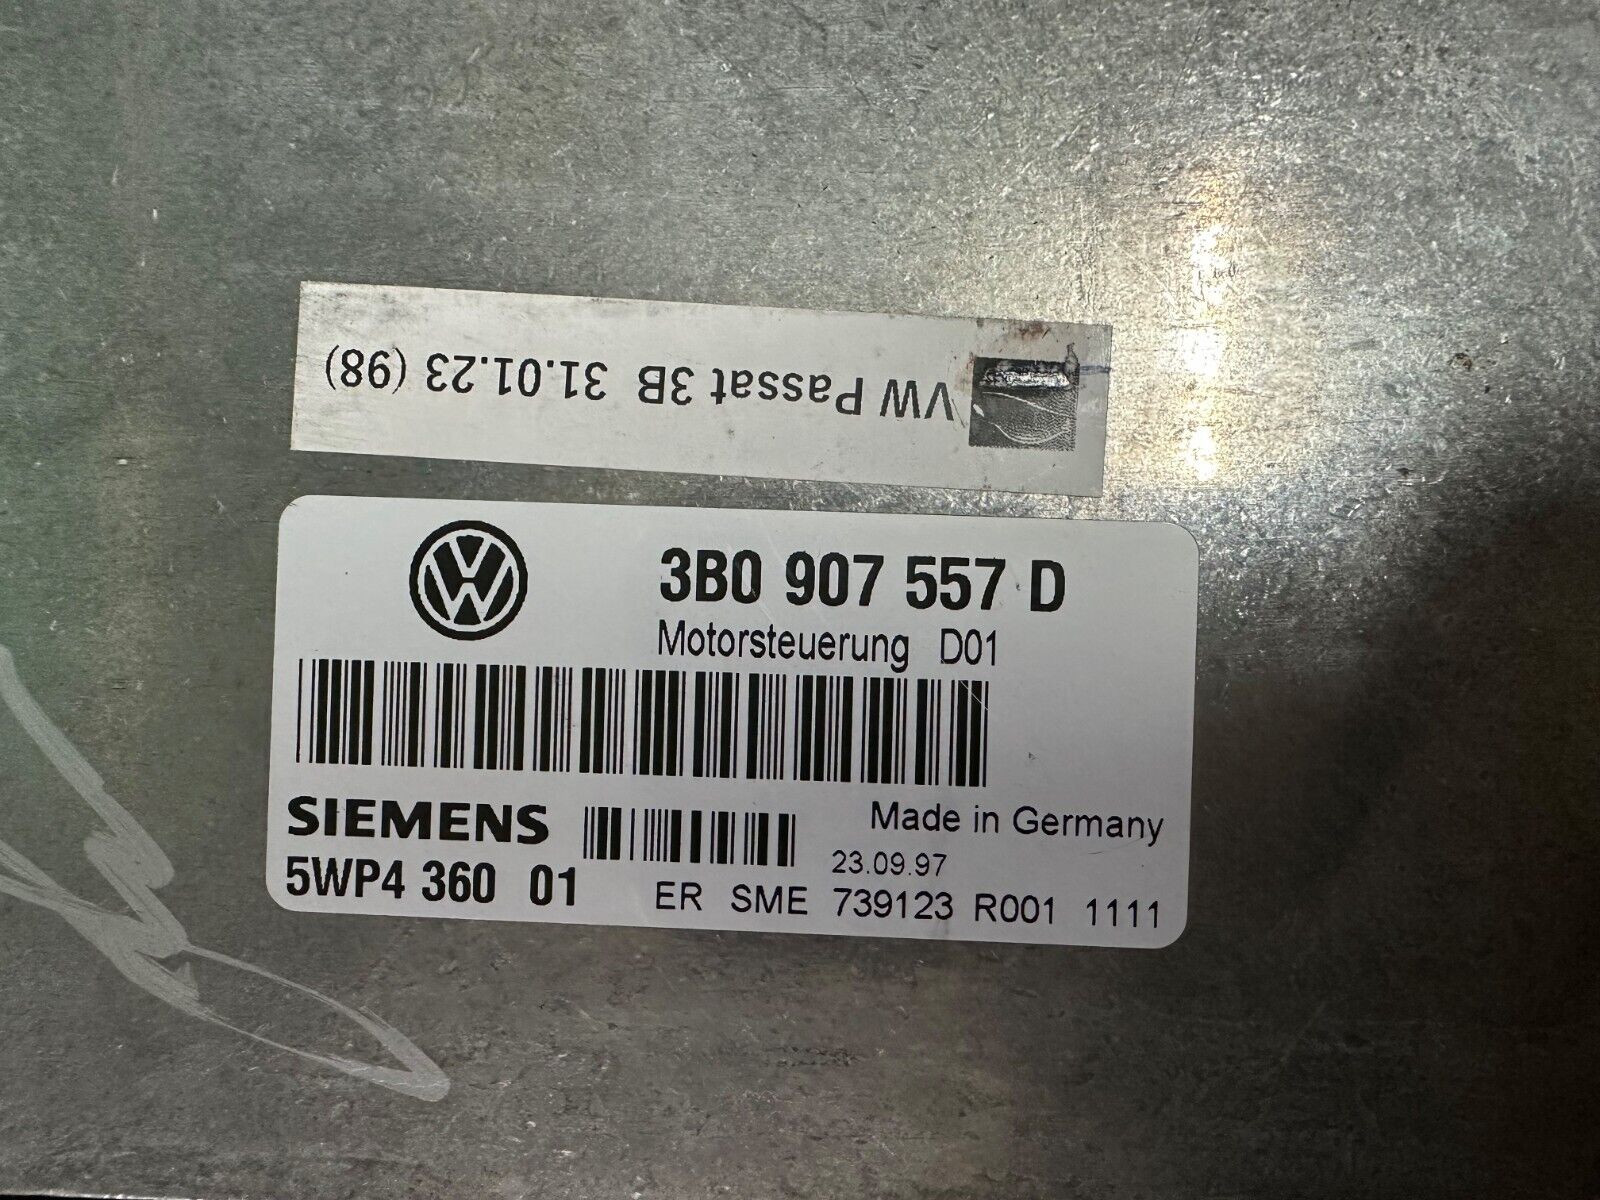 VW Passat 3B 31.01.23 (98)
3B0 907 557 D
Motorsteuerung D01
SIEMENS
Made in Germany
5WP4 360 01
23.09.97
ER SME 739123 R001 1111